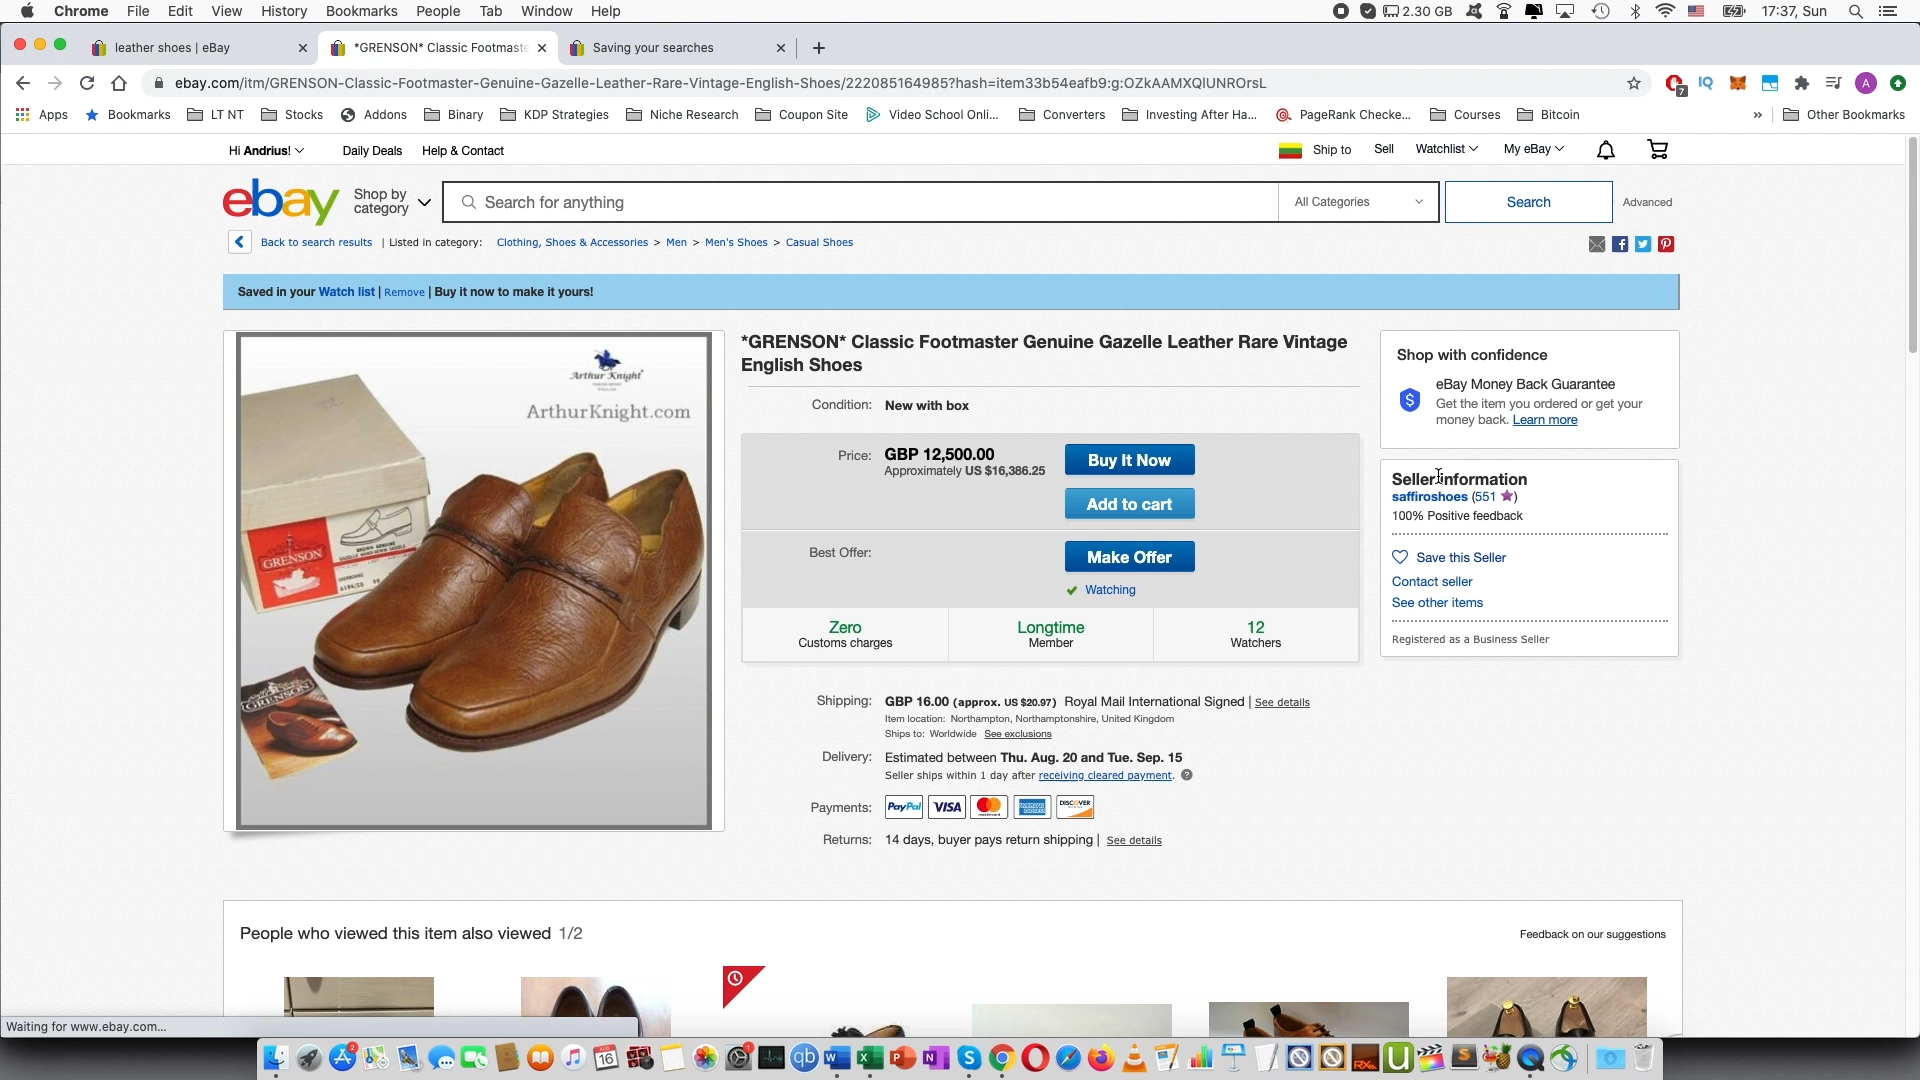 Chrome File Edit View History Bookmarks People Tab Window Help 2.30 GB 17:37, Sun
leather shoes | eBay *GRENSON* Classic Footmaste Saving your searches
ebay.com/itm/GRENSON-Classic-Footmaster-Genuine-Gazelle-Leather-Rare-Vintage-English-Shoes/222085164985?hash=item33b54eafb9:g:OZkAAMXQlUNROrsL 7 A
Apps Bookmarks LT NT Stocks Addons Binary KDP Strategies Niche Research Coupon Site Video School Onli... Converters Investing After Ha... PageRank Checke... Courses Bitcoin » Other Bookmarks
Hi Andrius! Daily Deals Help & Contact Ship to Sell Watchlist My eBay
ebay Shop by category Search for anything All Categories Search Advanced
Back to search results | Listed in category: Clothing, Shoes & Accessories > Men > Men's Shoes > Casual Shoes
Saved in your Watch list | Remove | Buy it now to make it yours!
Arthur Knight
ArthurKnight.com
GRENSON
GRENSON
*GRENSON* Classic Footmaster Genuine Gazelle Leather Rare Vintage
English Shoes
Condition: New with box
Price: GBP 12,500.00 Buy It Now
Approximately US $16,386.25
Add to cart
Best Offer: Make Offer
Watching
Zero Longtime 12
Customs charges Member Watchers
Shipping: GBP 16.00 (approx. US $20.97) Royal Mail International Signed | See details
Item location: Northampton, Northamptonshire, United Kingdom
Ships to: Worldwide See exclusions
Delivery: Estimated between Thu. Aug. 20 and Tue. Sep. 15
Seller ships within 1 day after receiving cleared payment. ?
Payments: PayPal VISA mastercard DISCOVER
Returns: 14 days, buyer pays return shipping | See details
Shop with confidence
eBay Money Back Guarantee
Get the item you ordered or get your
money back. Learn more
Seller information
saffiroshoes (551)
100% Positive feedback
Save this Seller
Contact seller
See other items
Registered as a Business Seller
People who viewed this item also viewed 1/2 Feedback on our suggestions
Waiting for www.ebay.com...
2 AUG 16 1 qb W X P N S RX U S